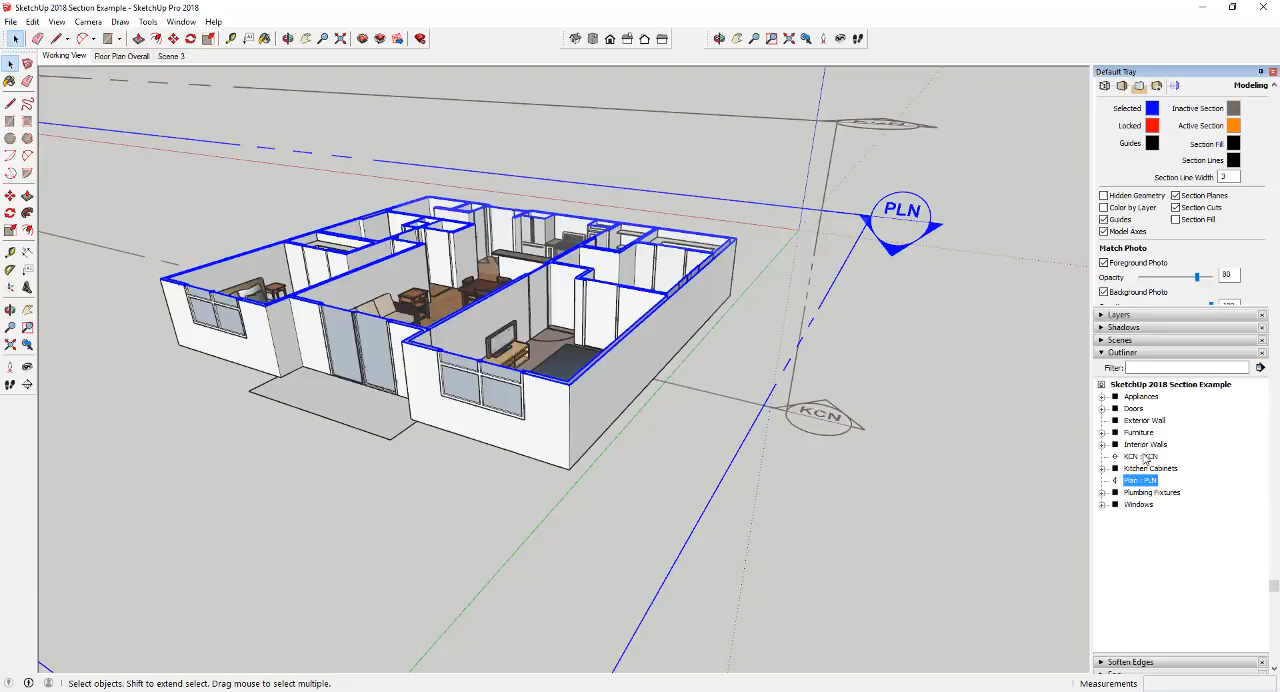 SketchUp 2018 Section Example - SketchUp Pro 2018
File Edit View Camera Draw Tools Window Help
Working View Floor Plan Overall Scene 3
Default Tray
Modeling
Selected Inactive Section
Locked Active Section
Guides Section Fill
Section Lines
Section Line Width 3
Hidden Geometry Section Planes
Color by Layer Section Cuts
Guides Section Fill
Model Axes
Match Photo
Foreground Photo
Opacity 80
Background Photo
Layers
Shadows
Scenes
Outliner
Filter:
SketchUp 2018 Section Example
Appliances
Doors
Exterior Wall
Furniture
Interior Walls
KCN : KCN
Kitchen Cabinets
Plan : PLN
Plumbing Fixtures
Windows
Soften Edges
PLN
KCN
Select objects. Shift to extend select. Drag mouse to select multiple.
Measurements